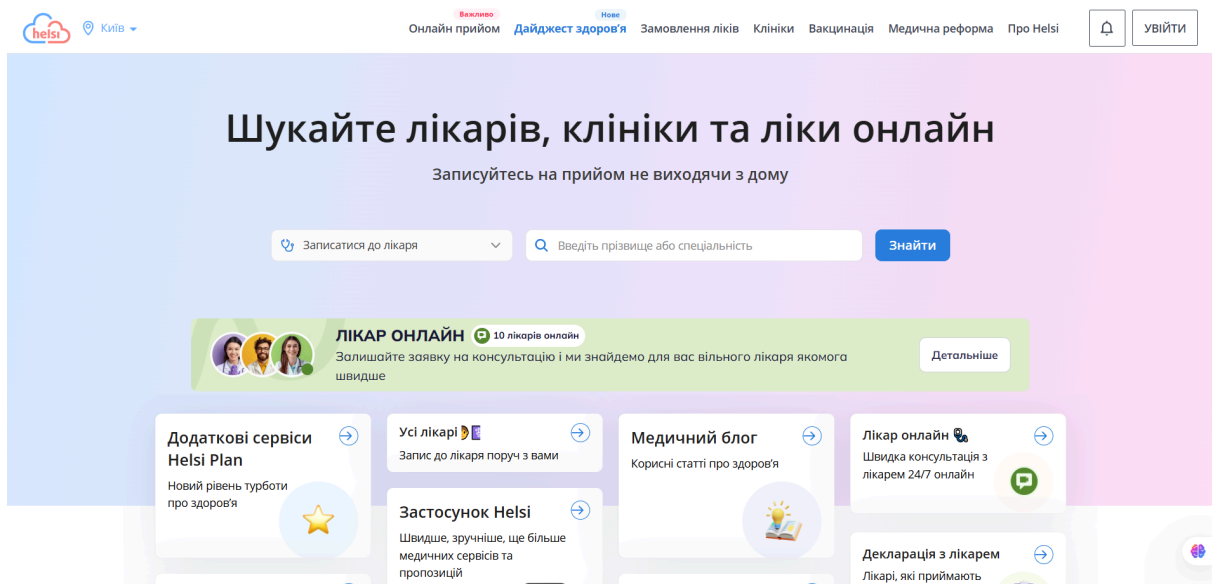 helsi
Київ
Важливо
Нове
Онлайн прийом
Дайджест здоров'я
Замовлення ліків
Клініки
Вакцинація
Медична реформа
Про Helsi
УВІЙТИ
Шукайте лікарів, клініки та ліки онлайн
Записуйтесь на прийом не виходячи з дому
Записатися до лікаря
Введіть прізвище або спеціальність
Знайти
ЛІКАР ОНЛАЙН
10 лікарів онлайн
Залишайте заявку на консультацію і ми знайдемо для вас вільного лікаря якомога
швидше
Детальніше
Додаткові сервіси
Helsi Plan
Новий рівень турботи
про здоров'я
Усі лікарі
Запис до лікаря поруч з вами
Застосунок Helsi
Швидше, зручніше, ще більше
медичних сервісів та
пропозицій
Медичний блог
Корисні статті про здоров'я
Лікар онлайн
Швидка консультація з
лікарем 24/7 онлайн
Декларація з лікарем
Лікарі, які приймають